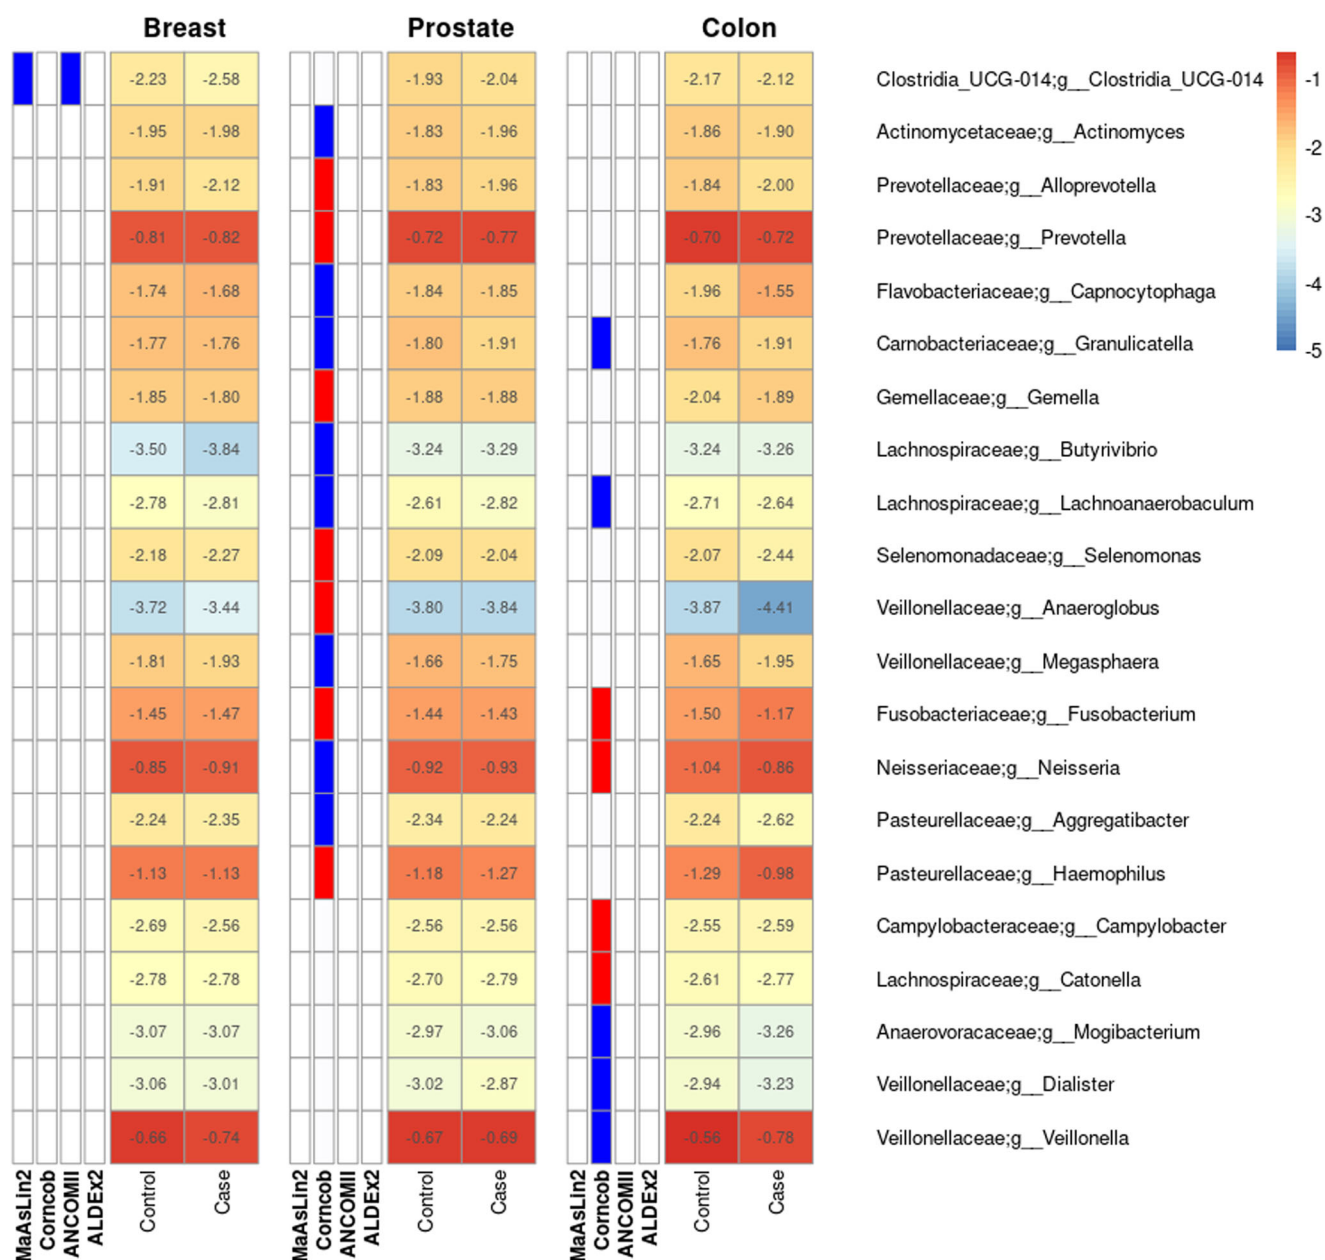 Breast Prostate Colon
-2.23 -2.58 -1.93 -2.04 -2.17 -2.12 Clostridia_UCG-014;g__Clostridia_UCG-014
-1.95 -1.98 -1.83 -1.96 -1.86 -1.90 Actinomycetaceae;g__Actinomyces
-1.91 -2.12 -1.83 -1.96 -1.84 -2.00 Prevotellaceae;g__Alloprevotella
-0.81 -0.82 -0.72 -0.77 -0.70 -0.72 Prevotellaceae;g__Prevotella
-1.74 -1.68 -1.84 -1.85 -1.96 -1.55 Flavobacteriaceae;g__Capnocytophaga
-1.77 -1.76 -1.80 -1.91 -1.76 -1.91 Carnobacteriaceae;g__Granulicatella
-1.85 -1.80 -1.88 -1.88 -2.04 -1.89 Gemellaceae;g__Gemella
-3.50 -3.84 -3.24 -3.29 -3.24 -3.26 Lachnospiraceae;g__Butyrivibrio
-2.78 -2.81 -2.61 -2.82 -2.71 -2.64 Lachnospiraceae;g__Lachnoanaerobaculum
-2.18 -2.27 -2.09 -2.04 -2.07 -2.44 Selenomonadaceae;g__Selenomonas
-3.72 -3.44 -3.80 -3.84 -3.87 -4.41 Veillonellaceae;g__Anaeroglobus
-1.81 -1.93 -1.66 -1.75 -1.65 -1.95 Veillonellaceae;g__Megasphaera
-1.45 -1.47 -1.44 -1.43 -1.50 -1.17 Fusobacteriaceae;g__Fusobacterium
-0.85 -0.91 -0.92 -0.93 -1.04 -0.86 Neisseriaceae;g__Neisseria
-2.24 -2.35 -2.34 -2.24 -2.24 -2.62 Pasteurellaceae;g__Aggregatibacter
-1.13 -1.13 -1.18 -1.27 -1.29 -0.98 Pasteurellaceae;g__Haemophilus
-2.69 -2.56 -2.56 -2.56 -2.55 -2.59 Campylobacteraceae;g__Campylobacter
-2.78 -2.78 -2.70 -2.79 -2.61 -2.77 Lachnospiraceae;g__Catonella
-3.07 -3.07 -2.97 -3.06 -2.96 -3.26 Anaerovoracaceae;g__Mogibacterium
-3.06 -3.01 -3.02 -2.87 -2.94 -3.23 Veillonellaceae;g__Dialister
-0.66 -0.74 -0.67 -0.69 -0.56 -0.78 Veillonellaceae;g__Veillonella
MaAsLin2 Corncob ANCOMII ALDEx2 Control Case MaAsLin2 Corncob ANCOMII ALDEx2 Control Case MaAsLin2 Corncob ANCOMII ALDEx2 Control Case
-1
-2
-3
-4
-5